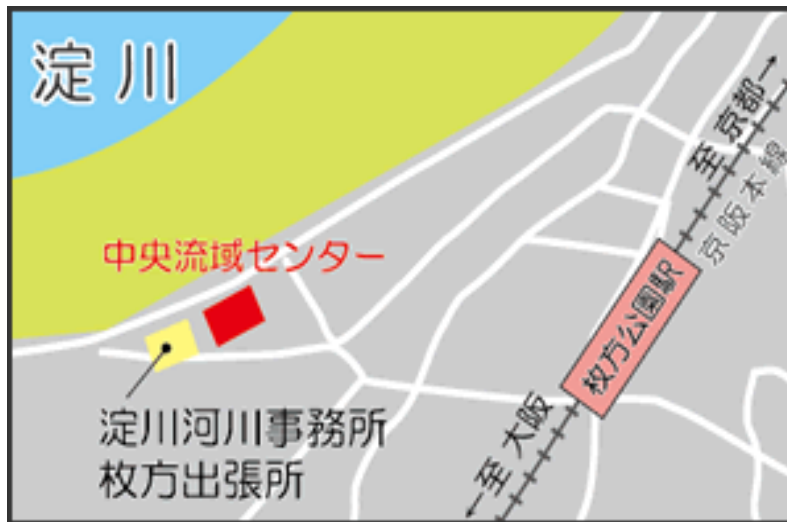 淀川
至 京都→
京阪本線
中央流域センター
枚方公園駅
淀川河川事務所
枚方出張所
←至 大阪